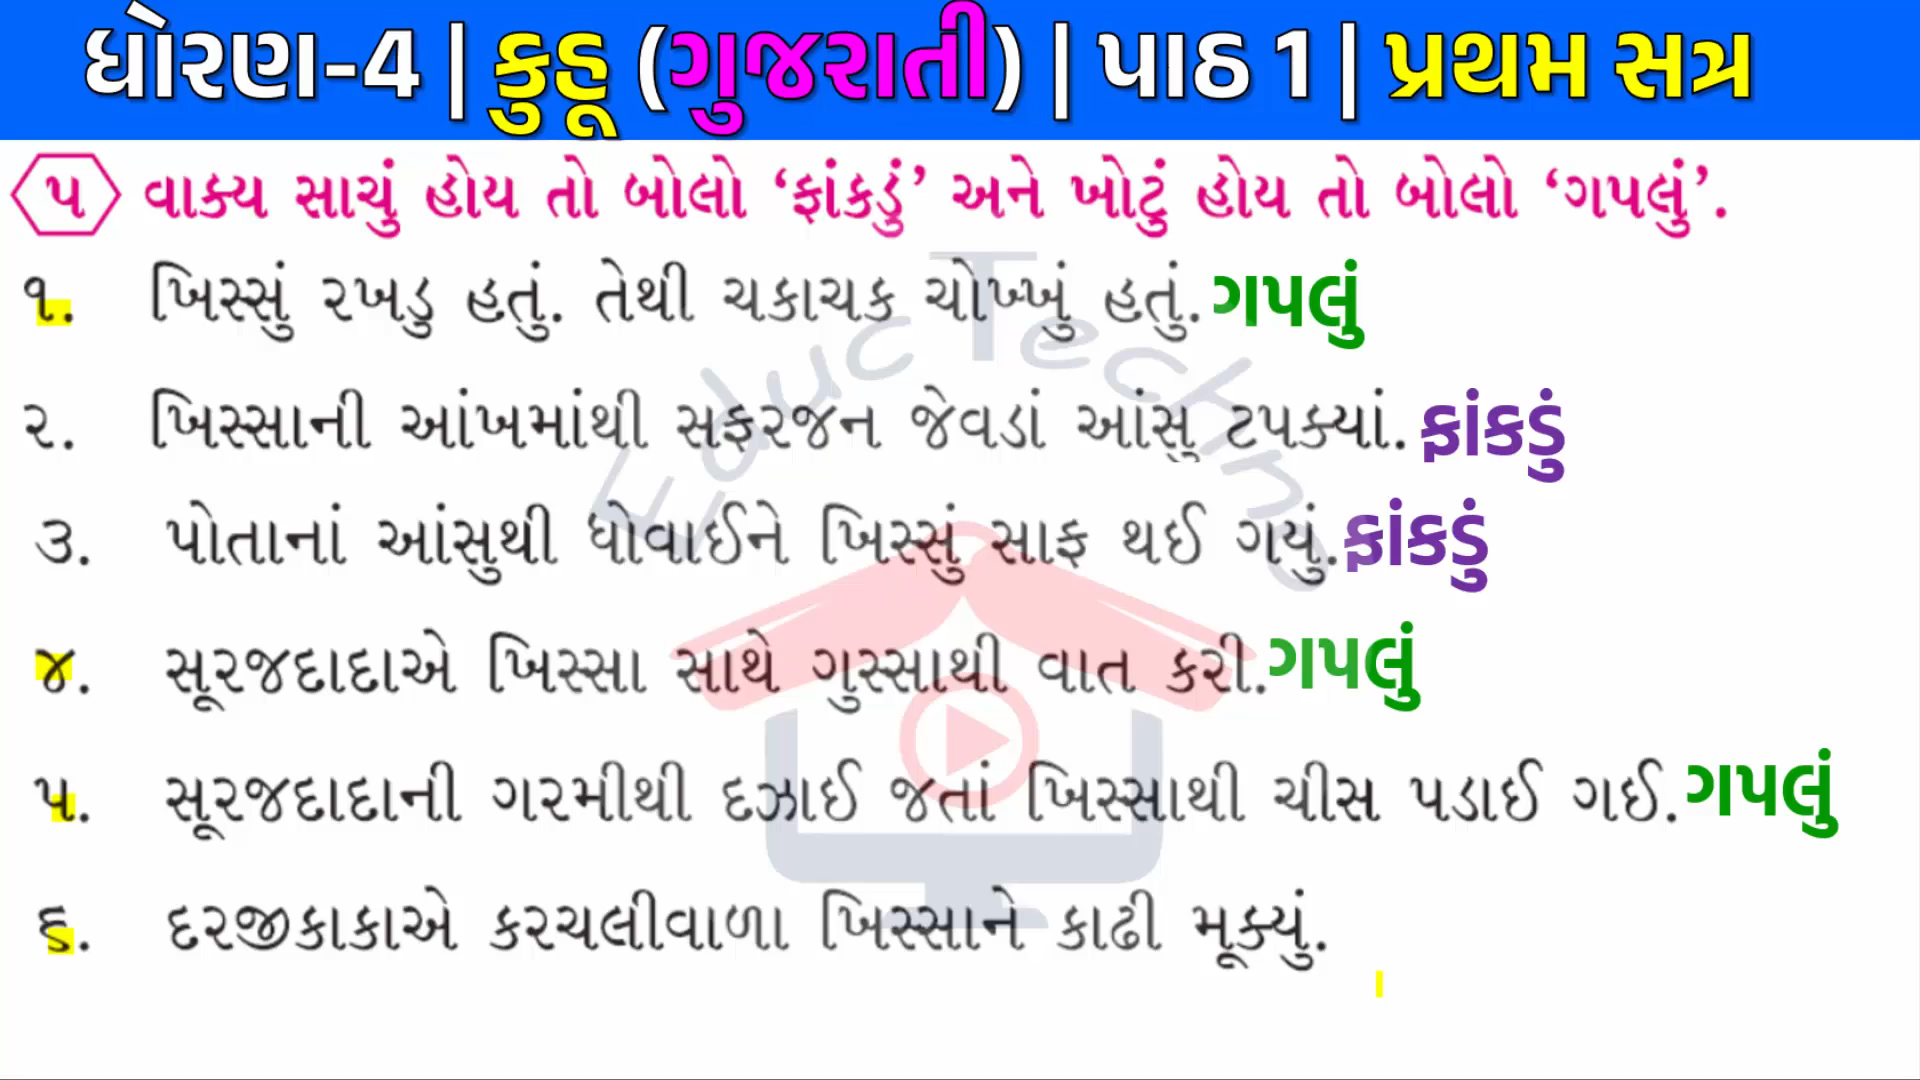 ધોરણ-4 | કુહૂ (ગુજરાતી) | પાઠ 1 | પ્રથમ સત્ર
૫ વાક્ય સાચું હોય તો બોલો ‘ફાંકડું’ અને ખોટું હોય તો બોલો ‘ગપલું’.
૧. ખિસ્સું રખડુ હતું. તેથી ચકાચક ચોખ્ખું હતું. ગપલું
૨. ખિસ્સાની આંખમાંથી સફરજન જેવડાં આંસુ ટપક્યાં. ફાંકડું
૩. પોતાનાં આંસુથી ધોવાઈને ખિસ્સું સાફ થઈ ગયું. ફાંકડું
૪. સૂરજદાદાએ ખિસ્સા સાથે ગુસ્સાથી વાત કરી. ગપલું
૫. સૂરજદાદાની ગરમીથી દઝાઈ જતાં ખિસ્સાથી ચીસ પડાઈ ગઈ. ગપલું
૬. દરજીકાકાએ કરચલીવાળા ખિસ્સાને કાઢી મૂક્યું.
EducTechno